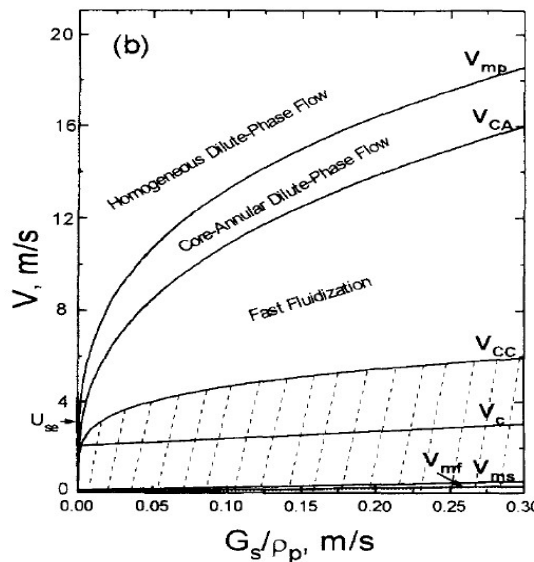 20
(b)
V_mp
Homogeneous Dilute-Phase Flow
16
V_CA
Core-Annular Dilute-Phase Flow
12
V, m/s
8
Fast Fluidization
V_CC
4
U_se
V_c
V_mf
V_ms
0
0.00 0.05 0.10 0.15 0.20 0.25 0.30
G_s/ρ_p, m/s